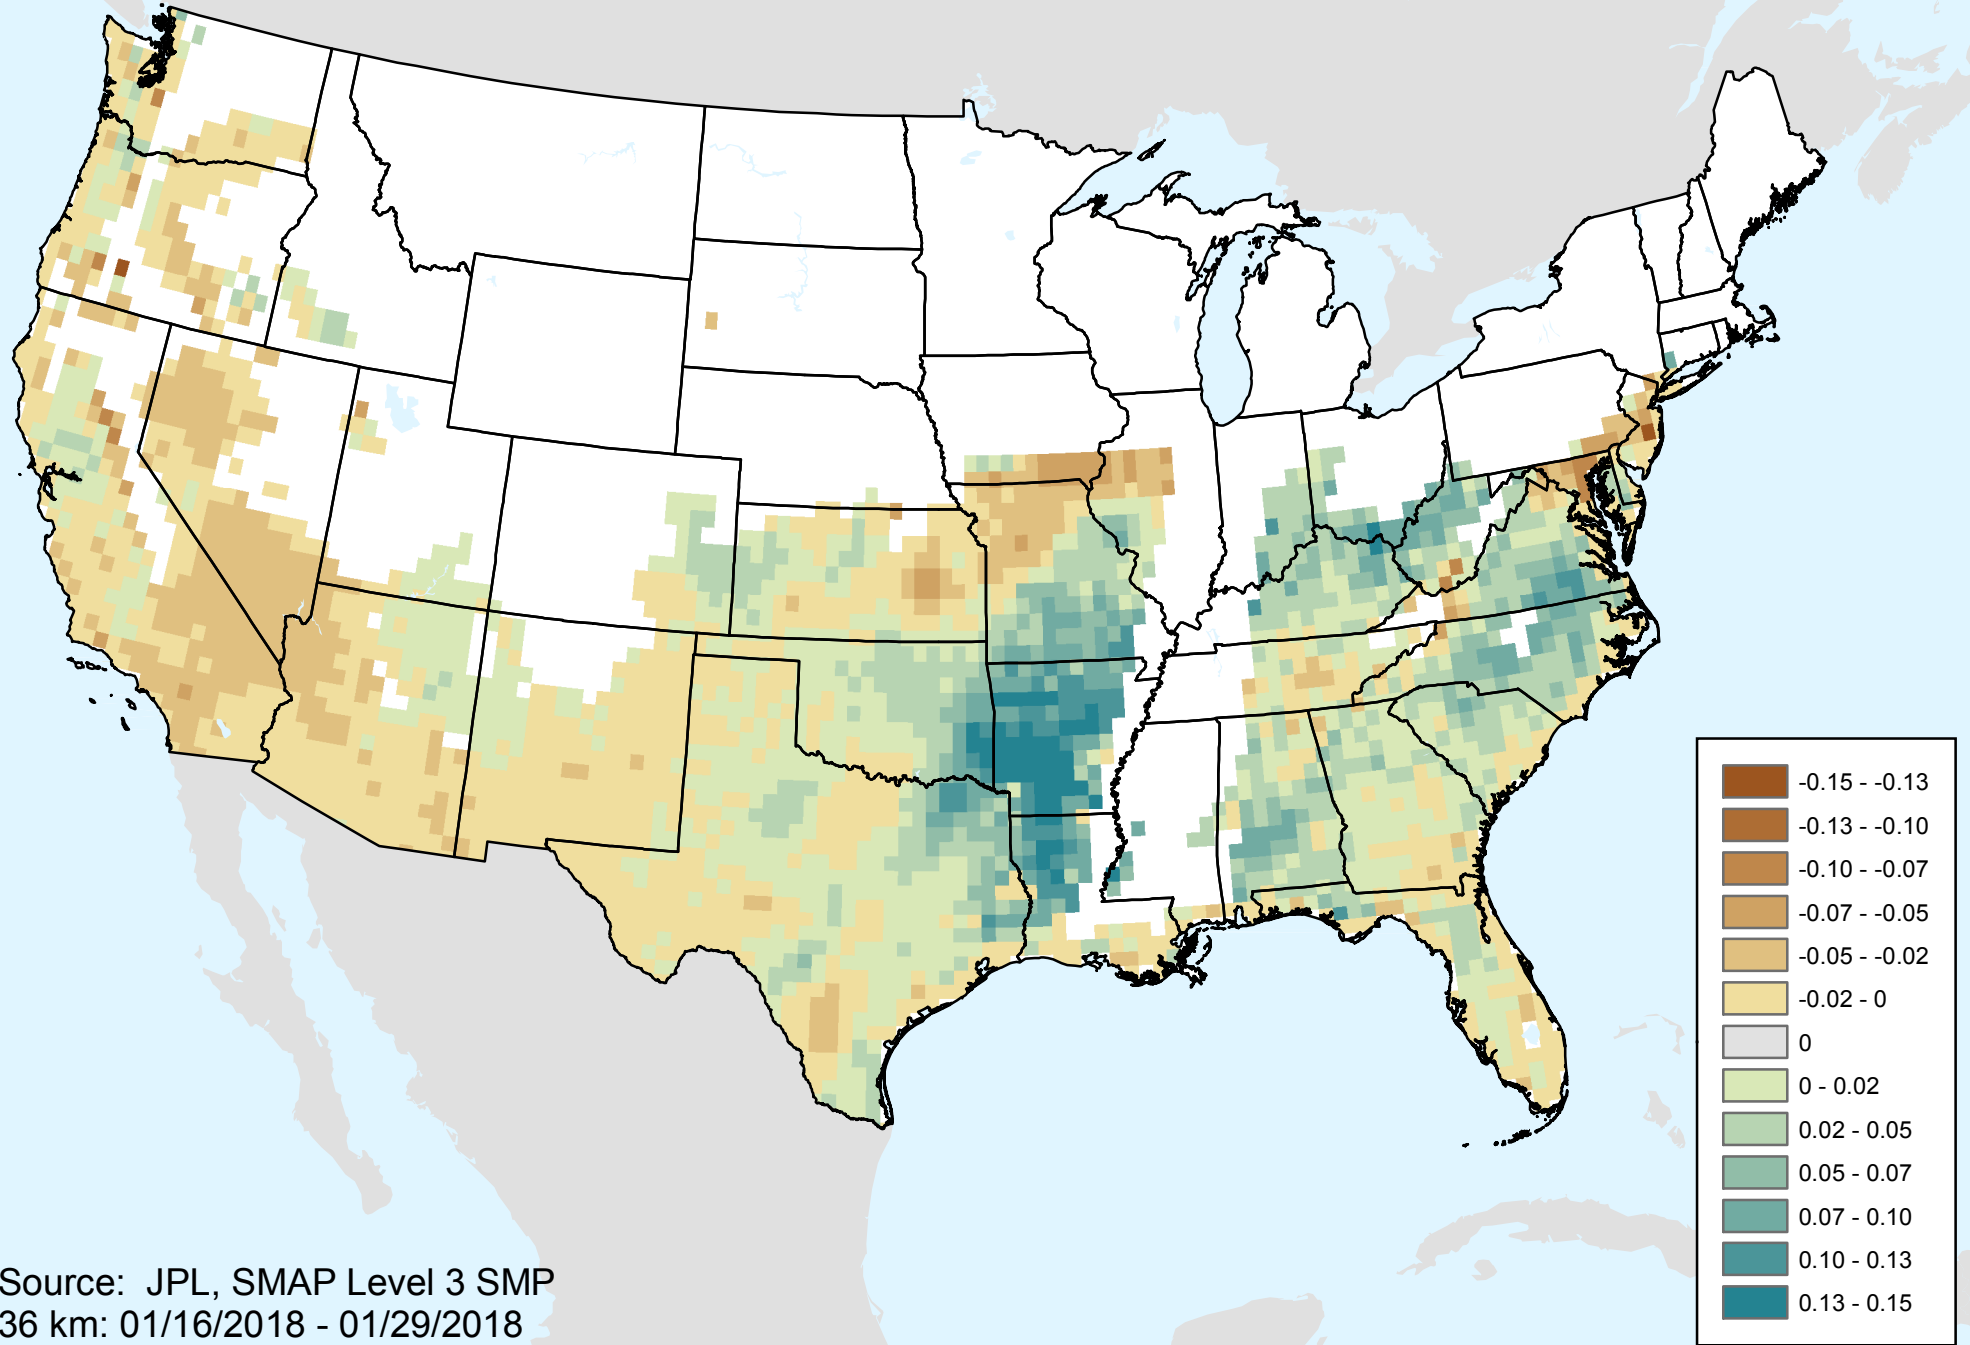 -0.15 - -0.13
-0.13 - -0.10
-0.10 - -0.07
-0.07 - -0.05
-0.05 - -0.02
-0.02 - 0
0
0 - 0.02
0.02 - 0.05
0.05 - 0.07
0.07 - 0.10
0.10 - 0.13
0.13 - 0.15
Source: JPL, SMAP Level 3 SMP
36 km: 01/16/2018 - 01/29/2018